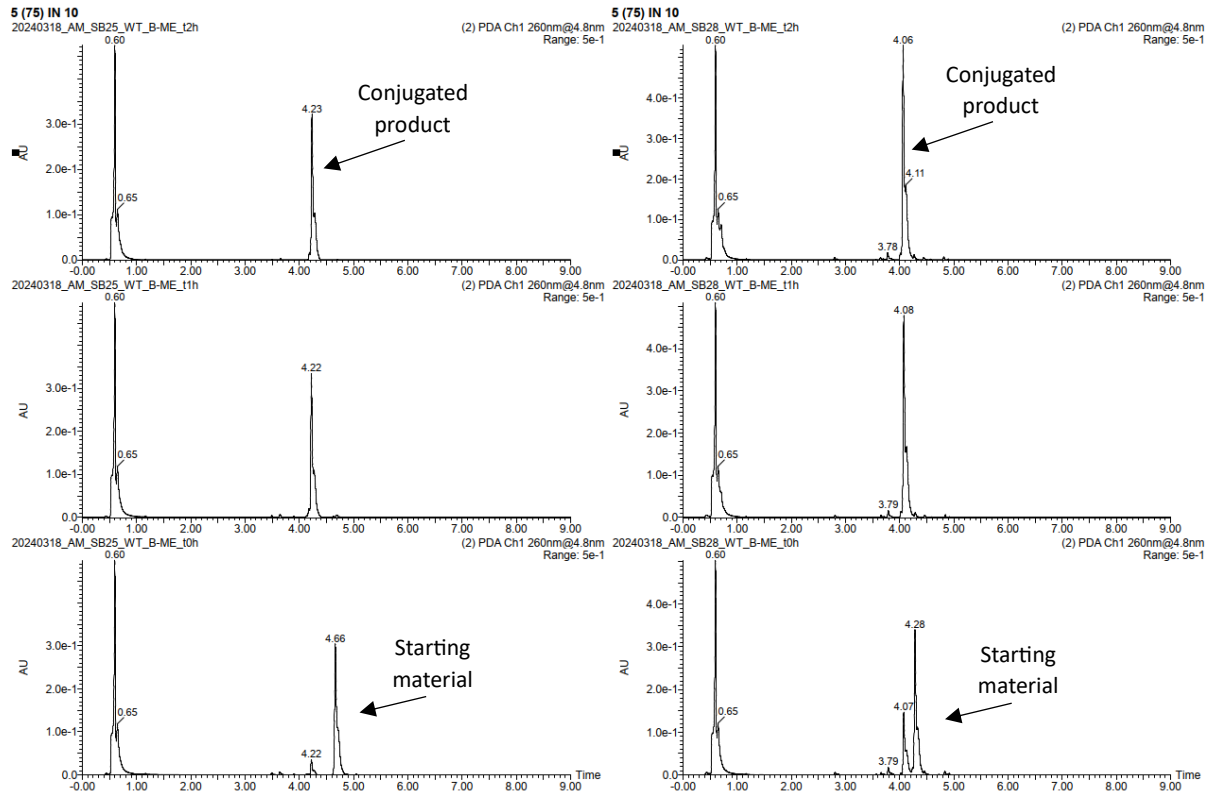 5 (75) IN 10
20240318_AM_SB25_WT_B-ME_t2h
(2) PDA Ch1 260nm@4.8nm
Range: 5e-1
0.60
4.23
Conjugated
product
3.0e-1
AU
2.0e-1
0.65
1.0e-1
0.0
-0.00 1.00 2.00 3.00 4.00 5.00 6.00 7.00 8.00 9.00
20240318_AM_SB25_WT_B-ME_t1h
(2) PDA Ch1 260nm@4.8nm
Range: 5e-1
0.60
4.22
3.0e-1
AU
2.0e-1
0.65
1.0e-1
0.0
-0.00 1.00 2.00 3.00 4.00 5.00 6.00 7.00 8.00 9.00
20240318_AM_SB25_WT_B-ME_t0h
(2) PDA Ch1 260nm@4.8nm
Range: 5e-1
0.60
4.66
Starting
material
3.0e-1
AU
2.0e-1
0.65
1.0e-1
4.22
0.0
Time
-0.00 1.00 2.00 3.00 4.00 5.00 6.00 7.00 8.00 9.00
5 (75) IN 10
20240318_AM_SB28_WT_B-ME_t2h
(2) PDA Ch1 260nm@4.8nm
Range: 5e-1
0.60
4.06
Conjugated
product
4.0e-1
3.0e-1
AU
2.0e-1
4.11
0.65
1.0e-1
3.78
0.0
-0.00 1.00 2.00 3.00 4.00 5.00 6.00 7.00 8.00 9.00
20240318_AM_SB28_WT_B-ME_t1h
(2) PDA Ch1 260nm@4.8nm
Range: 5e-1
0.60
4.08
4.0e-1
3.0e-1
AU
2.0e-1
0.65
1.0e-1
3.79
0.0
-0.00 1.00 2.00 3.00 4.00 5.00 6.00 7.00 8.00 9.00
20240318_AM_SB28_WT_B-ME_t0h
(2) PDA Ch1 260nm@4.8nm
Range: 5e-1
0.60
4.28
Starting
material
4.0e-1
3.0e-1
AU
2.0e-1
4.07
0.65
1.0e-1
3.79
0.0
Time
-0.00 1.00 2.00 3.00 4.00 5.00 6.00 7.00 8.00 9.00